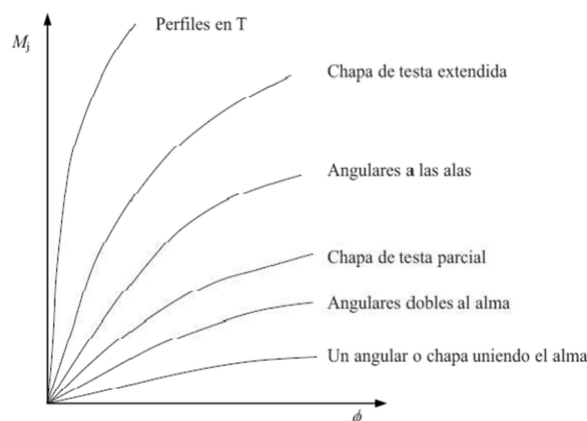 Perfiles en T
Mj
Chapa de testa extendida
Angulares a las alas
Chapa de testa parcial
Angulares dobles al alma
Un angular o chapa uniendo el alma
ϕ